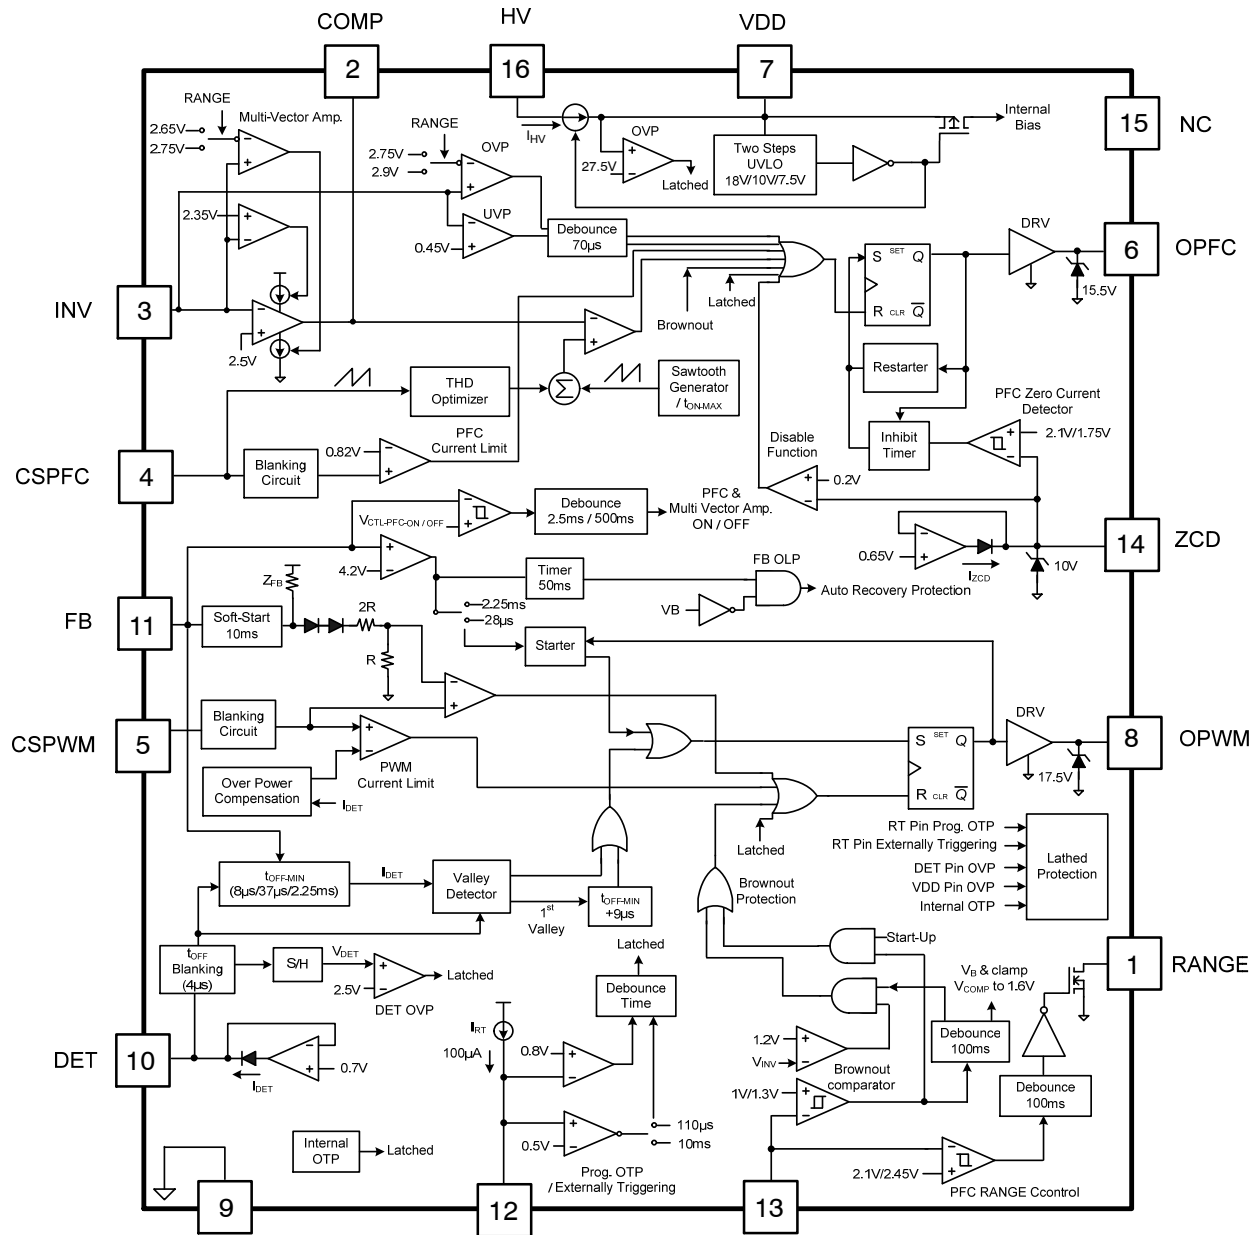 COMP
HV
VDD
2
16
7
15
NC
RANGE
Multi-Vector Amp.
2.65V
2.75V
RANGE
2.75V
2.9V
OVP
I_HV
OVP
27.5V
Latched
Two Steps
UVLO
18V/10V/7.5V
Internal
Bias
2.35V
UVP
0.45V
Debounce
70µs
DRV
S SET Q
R CLR Q̅
6
OPFC
15.5V
INV
3
2.5V
Latched
Brownout
Restarter
THD
Optimizer
Σ
Sawtooth
Generator
/ tON-MAX
PFC Zero Current
Detector
2.1V/1.75V
Inhibit
Timer
PFC
Current Limit
0.82V
CSPFC
4
Blanking
Circuit
Disable
Function
0.2V
VCTL-PFC-ON / OFF
Debounce
2.5ms / 500ms
PFC &
Multi Vector Amp.
ON / OFF
4.2V
0.65V
IZCD
10V
14
ZCD
FB OLP
Timer
50ms
VB
Auto Recovery Protection
ZFB
FB
11
Soft-Start
10ms
2R
R
2.25ms
28µs
Starter
CSPWM
5
Blanking
Circuit
PWM
Current Limit
Over Power
Compensation
IDET
S SET Q
R CLR Q̅
DRV
17.5V
8
OPWM
Latched
RT Pin Prog. OTP
RT Pin Externally Triggering
DET Pin OVP
VDD Pin OVP
Internal OTP
Lathed
Protection
tOFF-MIN
(8µs/37µs/2.25ms)
IDET
Valley
Detector
1st
Valley
tOFF-MIN
+9µs
Brownout
Protection
tOFF
Blanking
(4µs)
S/H
VDET
2.5V
Latched
DET OVP
Latched
Debounce
Time
Start-Up
VB & clamp
VCOMP to 1.6V
1
RANGE
DET
10
IDET
0.7V
IRT
100µA
0.8V
0.5V
110µs
10ms
Prog. OTP
/ Externally Triggering
1.2V
VINV
Brownout
comparator
1V/1.3V
Debounce
100ms
Debounce
100ms
2.1V/2.45V
PFC RANGE Ccontrol
Internal
OTP
Latched
9
12
13